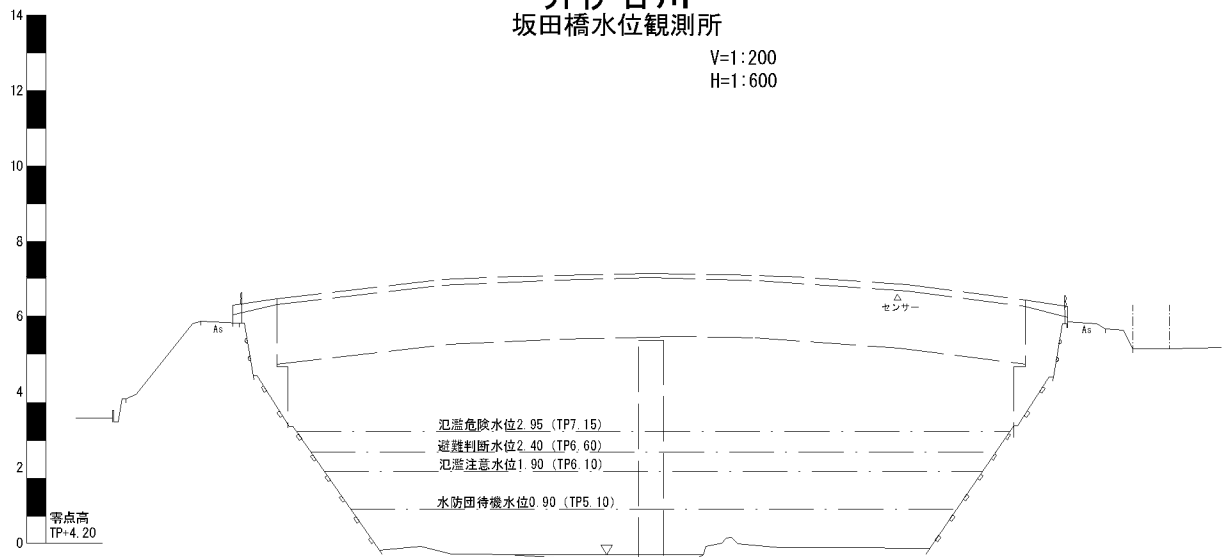 坂田橋水位観測所
V=1:200
H=1:600
14
12
10
8
6
4
2
0
センサー
As
As
氾濫危険水位2.95 (TP7.15)
避難判断水位2.40 (TP6.60)
氾濫注意水位1.90 (TP6.10)
水防団待機水位0.90 (TP5.10)
零点高
TP+4.20